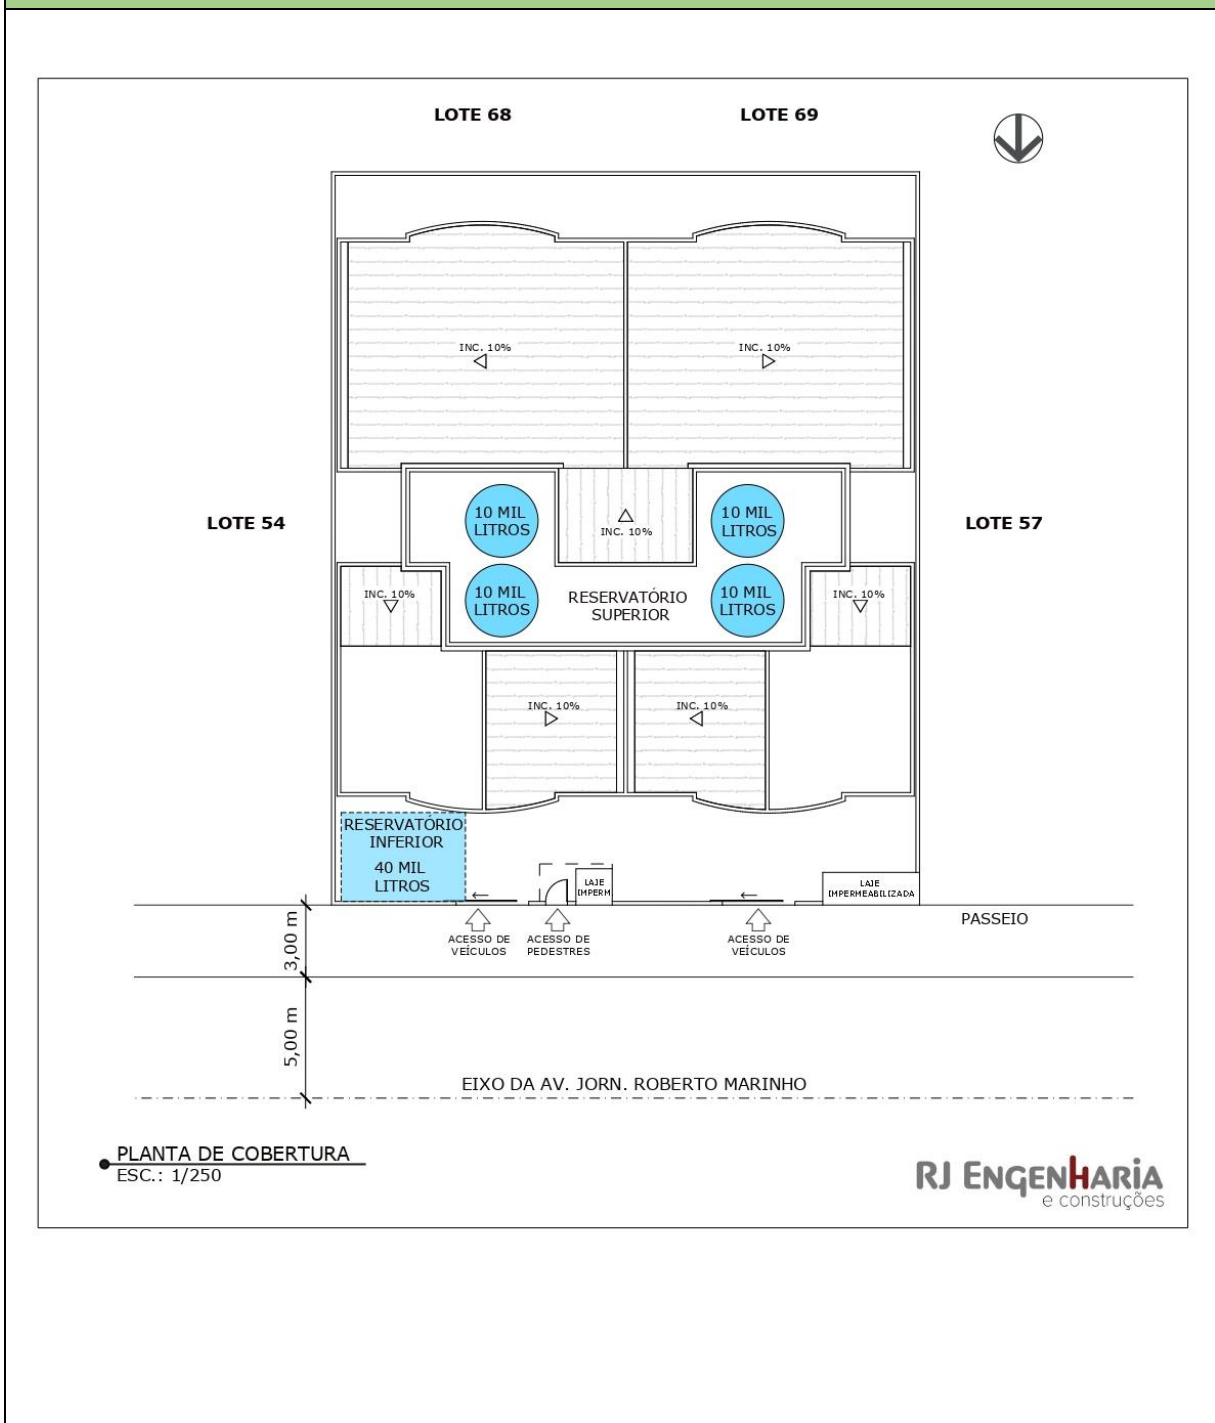 LOTE 68
LOTE 69
INC. 10%
INC. 10%
LOTE 54
10 MIL
LITROS
INC. 10%
10 MIL
LITROS
LOTE 57
INC. 10%
10 MIL
LITROS
RESERVATÓRIO
SUPERIOR
10 MIL
LITROS
INC. 10%
INC. 10%
INC. 10%
RESERVATÓRIO
INFERIOR
40 MIL
LITROS
LAJE
IMPERM
LAJE
IMPERMEABILIZADA
PASSEIO
ACESSO DE
VEÍCULOS
ACESSO DE
PEDESTRES
ACESSO DE
VEÍCULOS
3,00 m
5,00 m
EIXO DA AV. JORN. ROBERTO MARINHO
PLANTA DE COBERTURA
ESC.: 1/250
RJ ENGENHARIA
e construções